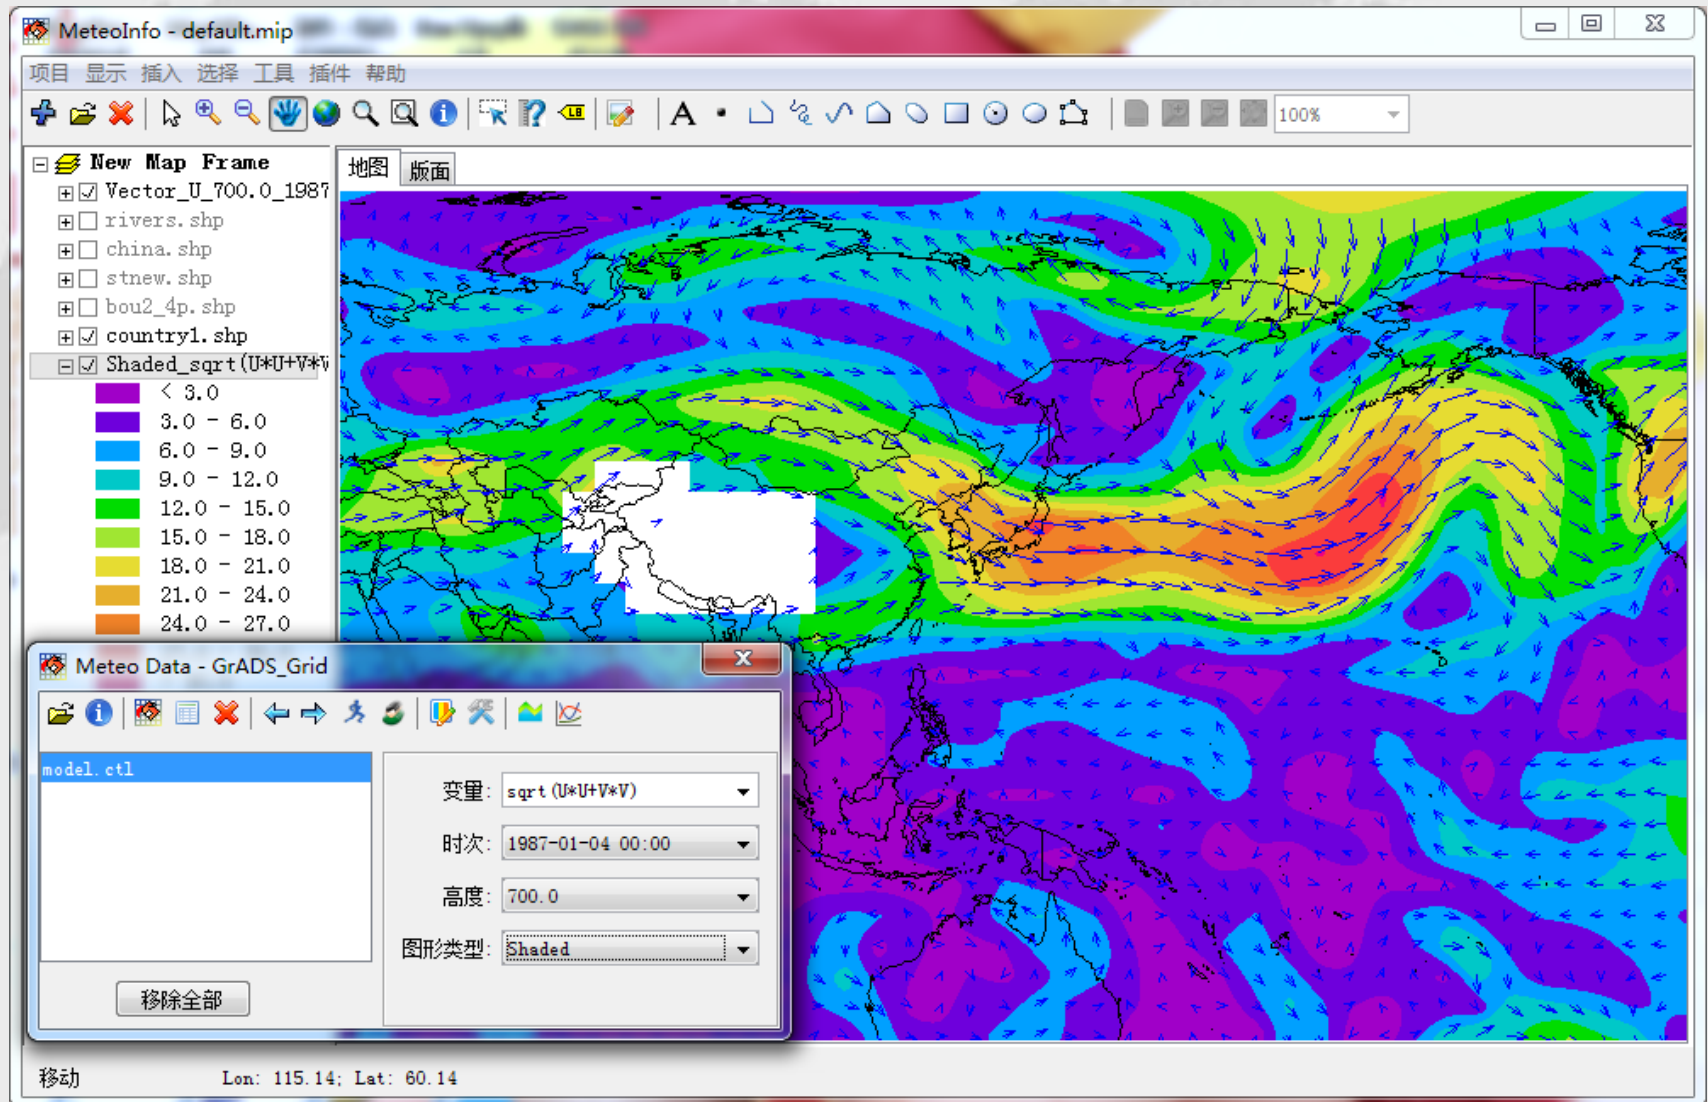 MeteoInfo - default.mip
项目 显示 插入 选择 工具 插件 帮助
A
LB
100%
New Map Frame
地图 版面
Vector_U_700.0_1987
rivers.shp
china.shp
stnew.shp
bou2_4p.shp
country1.shp
Shaded_sqrt(U*U+V*V
< 3.0
3.0 - 6.0
6.0 - 9.0
9.0 - 12.0
12.0 - 15.0
15.0 - 18.0
18.0 - 21.0
21.0 - 24.0
24.0 - 27.0
Meteo Data - GrADS_Grid
model.ctl
变量: sqrt(U*U+V*V)
时次: 1987-01-04 00:00
高度: 700.0
图形类型: Shaded
移除全部
移动 Lon: 115.14; Lat: 60.14